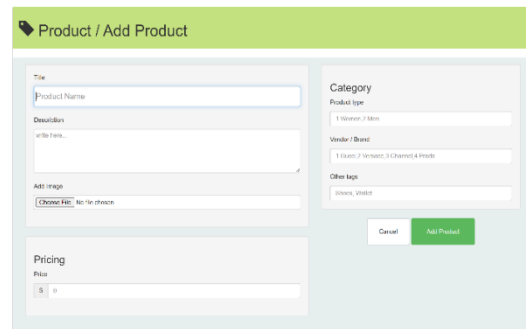 Product / Add Product
Title
Product Name
Description
write here...
Add Image
Choose File No file chosen
Pricing
Price
$ 0
Category
Product type
1 Women,2 Men
Vendor / Brand
1 Gucci,2 Versace,3 Channel,4 Prada
Other tags
Shoes, Wallet
Cancel
Add Product